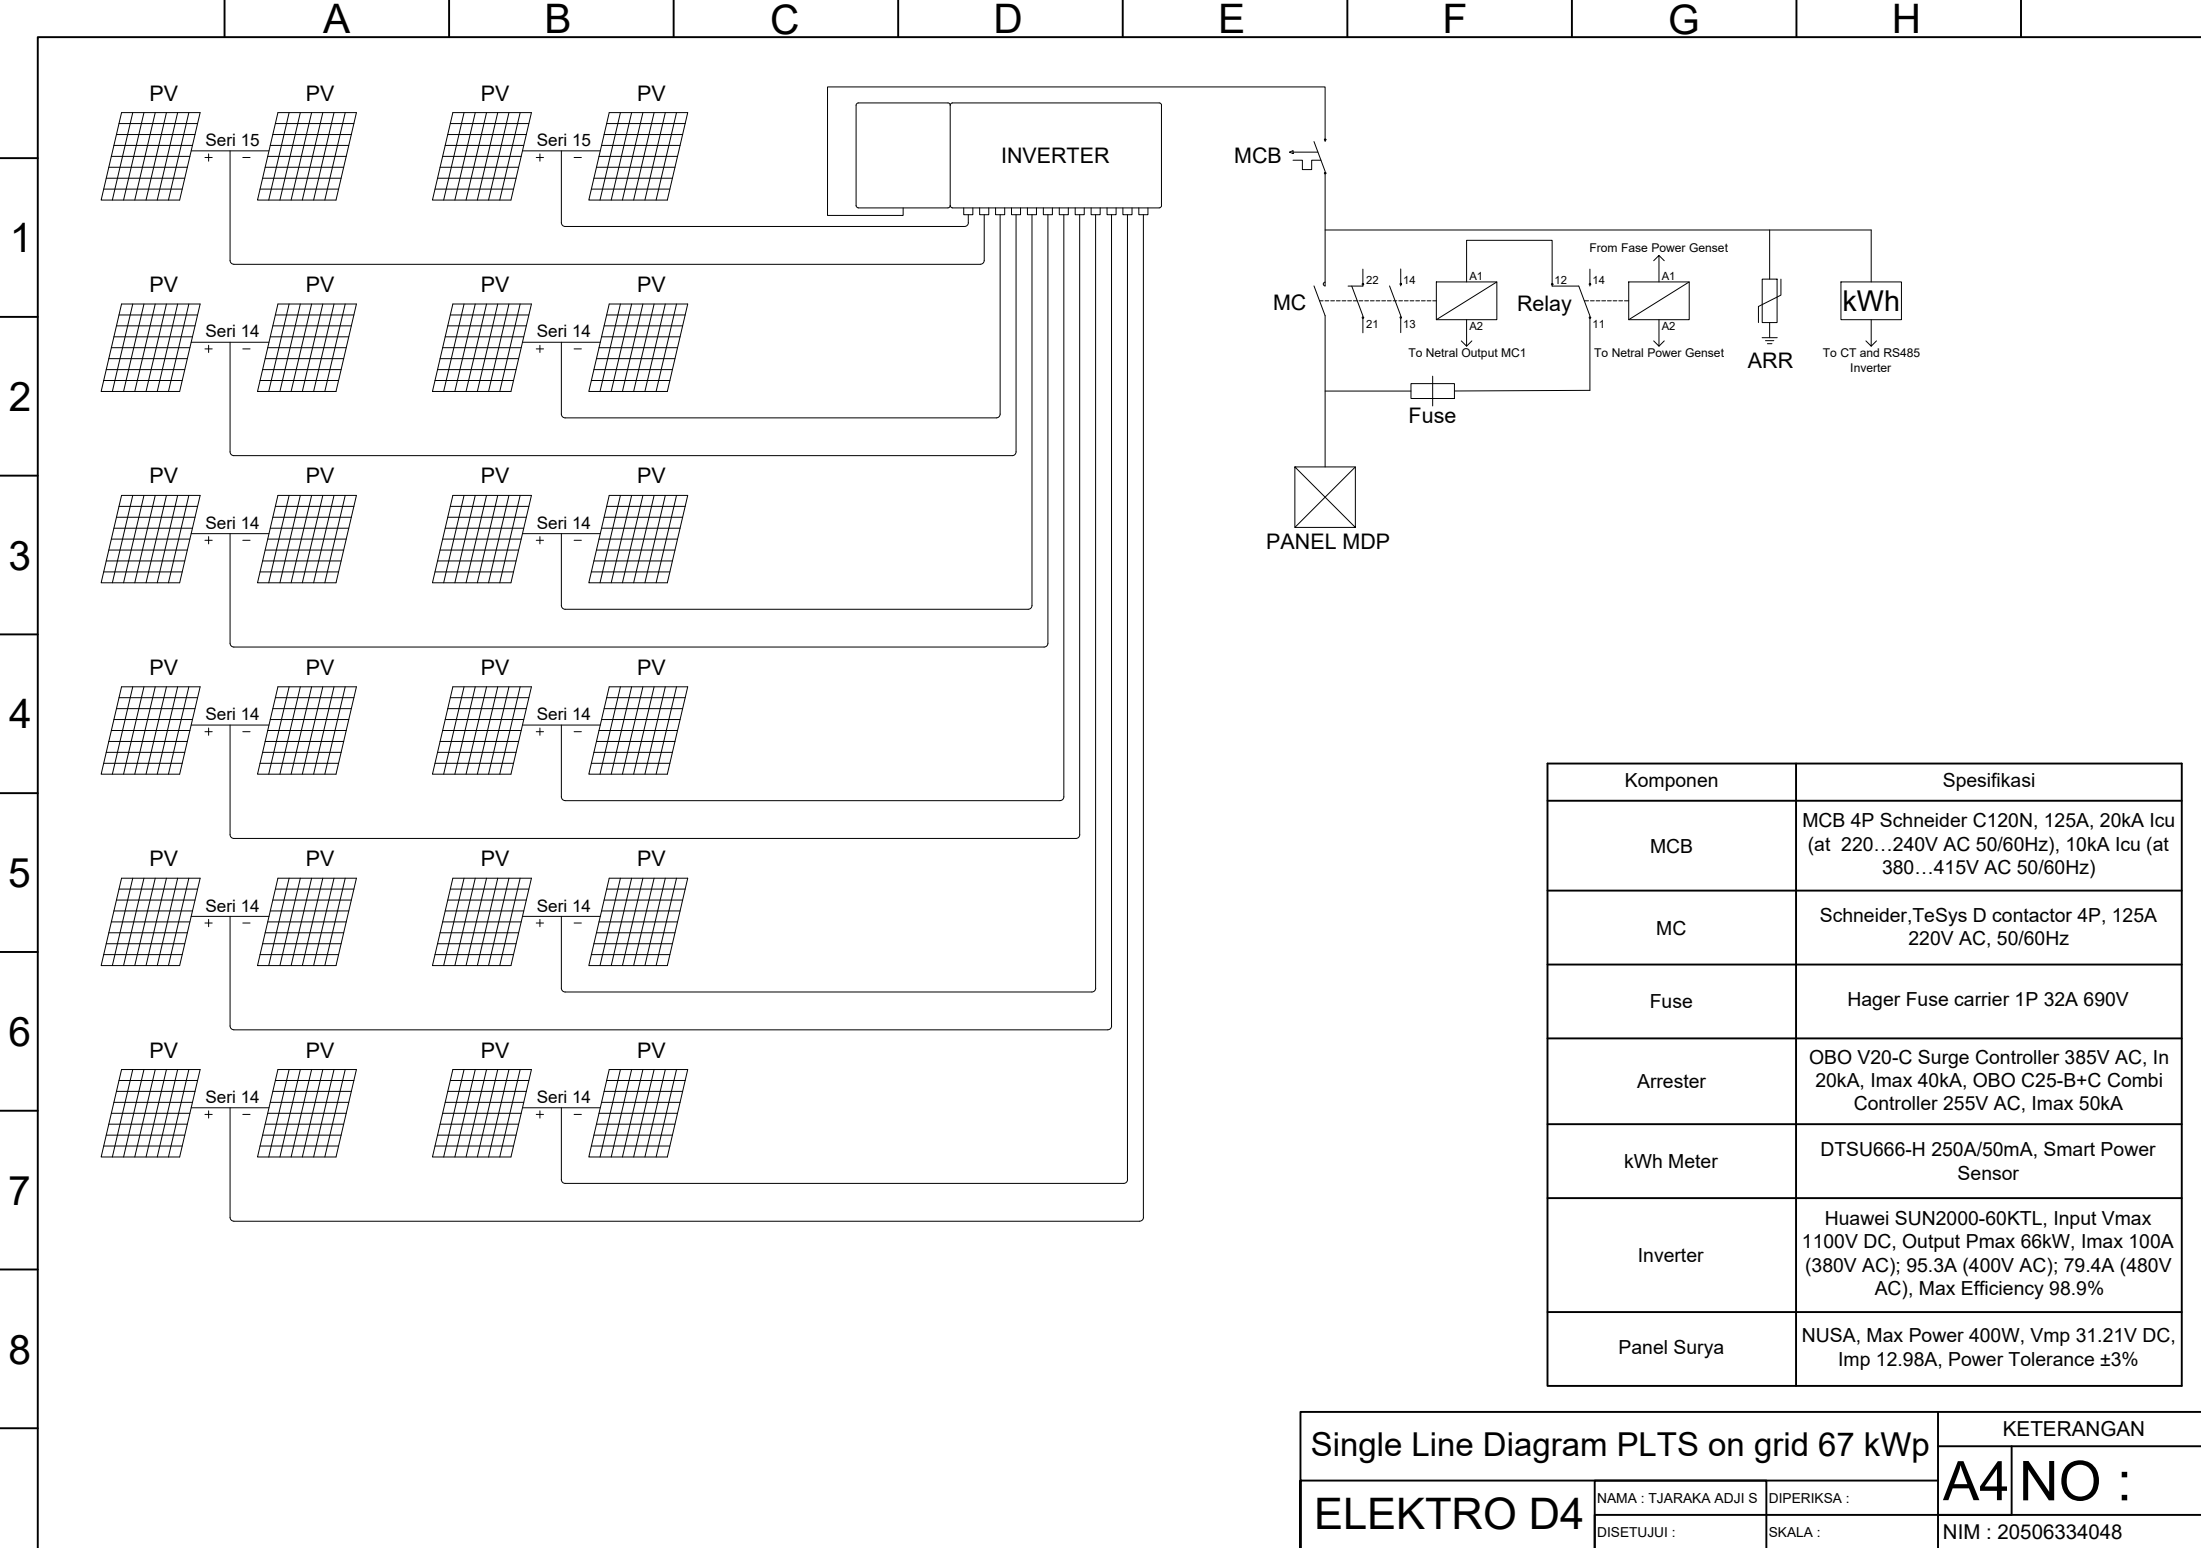 A B C D E F G H
1
2
3
4
5
6
7
8
PV PV PV PV
Seri 15 Seri 15
+ − + −
PV PV PV PV
Seri 14 Seri 14
+ − + −
PV PV PV PV
Seri 14 Seri 14
+ − + −
PV PV PV PV
Seri 14 Seri 14
+ − + −
PV PV PV PV
Seri 14 Seri 14
+ − + −
PV PV PV PV
Seri 14 Seri 14
+ − + −
INVERTER
MCB
MC
22 14
21 13
A1
A2
To Netral Output MC1
Relay
12 14
11
From Fase Power Genset
A1
A2
To Netral Power Genset
ARR
kWh
To CT and RS485
Inverter
Fuse
PANEL MDP
Komponen Spesifikasi
MCB
MCB 4P Schneider C120N, 125A, 20kA Icu
(at 220…240V AC 50/60Hz), 10kA Icu (at
380…415V AC 50/60Hz)
MC
Schneider,TeSys D contactor 4P, 125A
220V AC, 50/60Hz
Fuse
Hager Fuse carrier 1P 32A 690V
Arrester
OBO V20-C Surge Controller 385V AC, In
20kA, Imax 40kA, OBO C25-B+C Combi
Controller 255V AC, Imax 50kA
kWh Meter
DTSU666-H 250A/50mA, Smart Power
Sensor
Inverter
Huawei SUN2000-60KTL, Input Vmax
1100V DC, Output Pmax 66kW, Imax 100A
(380V AC); 95.3A (400V AC); 79.4A (480V
AC), Max Efficiency 98.9%
Panel Surya
NUSA, Max Power 400W, Vmp 31.21V DC,
Imp 12.98A, Power Tolerance ±3%
Single Line Diagram PLTS on grid 67 kWp
KETERANGAN
A4 NO :
ELEKTRO D4
NAMA : TJARAKA ADJI S
DIPERIKSA :
DISETUJUI :
SKALA :
NIM : 20506334048